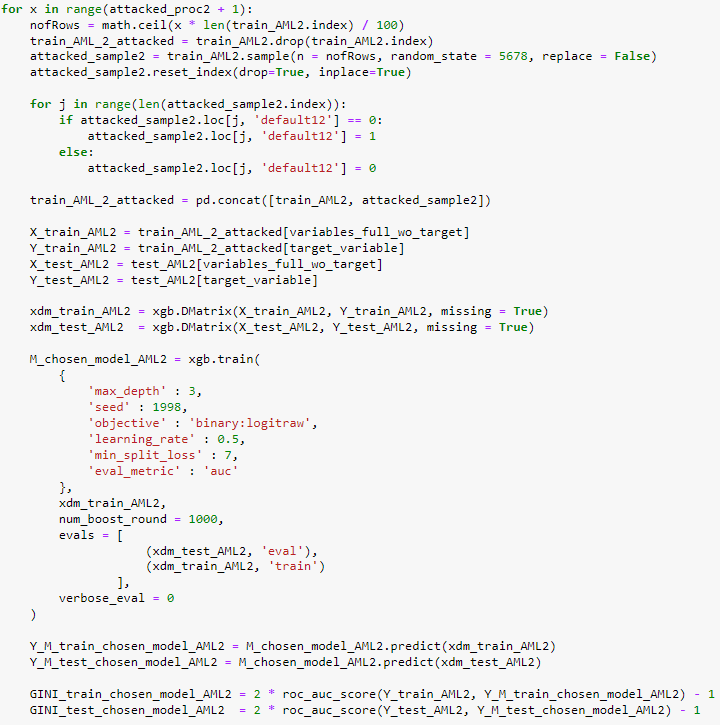 for x in range(attacked_proc2 + 1):
    nofRows = math.ceil(x * len(train_AML2.index) / 100)
    train_AML_2_attacked = train_AML2.drop(train_AML2.index)
    attacked_sample2 = train_AML2.sample(n = nofRows, random_state = 5678, replace = False)
    attacked_sample2.reset_index(drop=True, inplace=True)

    for j in range(len(attacked_sample2.index)):
        if attacked_sample2.loc[j, 'default12'] == 0:
            attacked_sample2.loc[j, 'default12'] = 1
        else:
            attacked_sample2.loc[j, 'default12'] = 0

    train_AML_2_attacked = pd.concat([train_AML2, attacked_sample2])

    X_train_AML2 = train_AML_2_attacked[variables_full_wo_target]
    Y_train_AML2 = train_AML_2_attacked[target_variable]
    X_test_AML2 = test_AML2[variables_full_wo_target]
    Y_test_AML2 = test_AML2[target_variable]

    xdm_train_AML2 = xgb.DMatrix(X_train_AML2, Y_train_AML2, missing = True)
    xdm_test_AML2  = xgb.DMatrix(X_test_AML2, Y_test_AML2, missing = True)

    M_chosen_model_AML2 = xgb.train(
        {
            'max_depth' : 3,
            'seed' : 1998,
            'objective' : 'binary:logitraw',
            'learning_rate' : 0.5,
            'min_split_loss' : 7,
            'eval_metric' : 'auc'
        },
        xdm_train_AML2,
        num_boost_round = 1000,
        evals = [
                    (xdm_test_AML2, 'eval'),
                    (xdm_train_AML2, 'train')
                ],
        verbose_eval = 0
    )

    Y_M_train_chosen_model_AML2 = M_chosen_model_AML2.predict(xdm_train_AML2)
    Y_M_test_chosen_model_AML2 = M_chosen_model_AML2.predict(xdm_test_AML2)

    GINI_train_chosen_model_AML2 = 2 * roc_auc_score(Y_train_AML2, Y_M_train_chosen_model_AML2) - 1
    GINI_test_chosen_model_AML2  = 2 * roc_auc_score(Y_test_AML2, Y_M_test_chosen_model_AML2) - 1